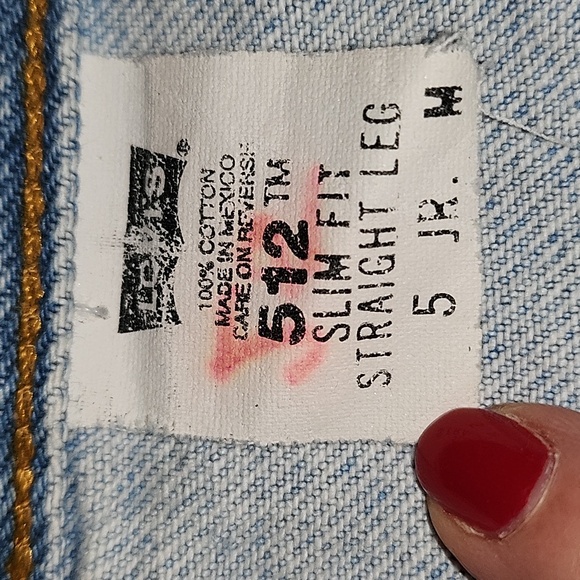 LEVI'S ®
100% COTTON
MADE IN MEXICO
CARE ON REVERSE
512 TM
SLIM FIT
STRAIGHT LEG
5 JR. M